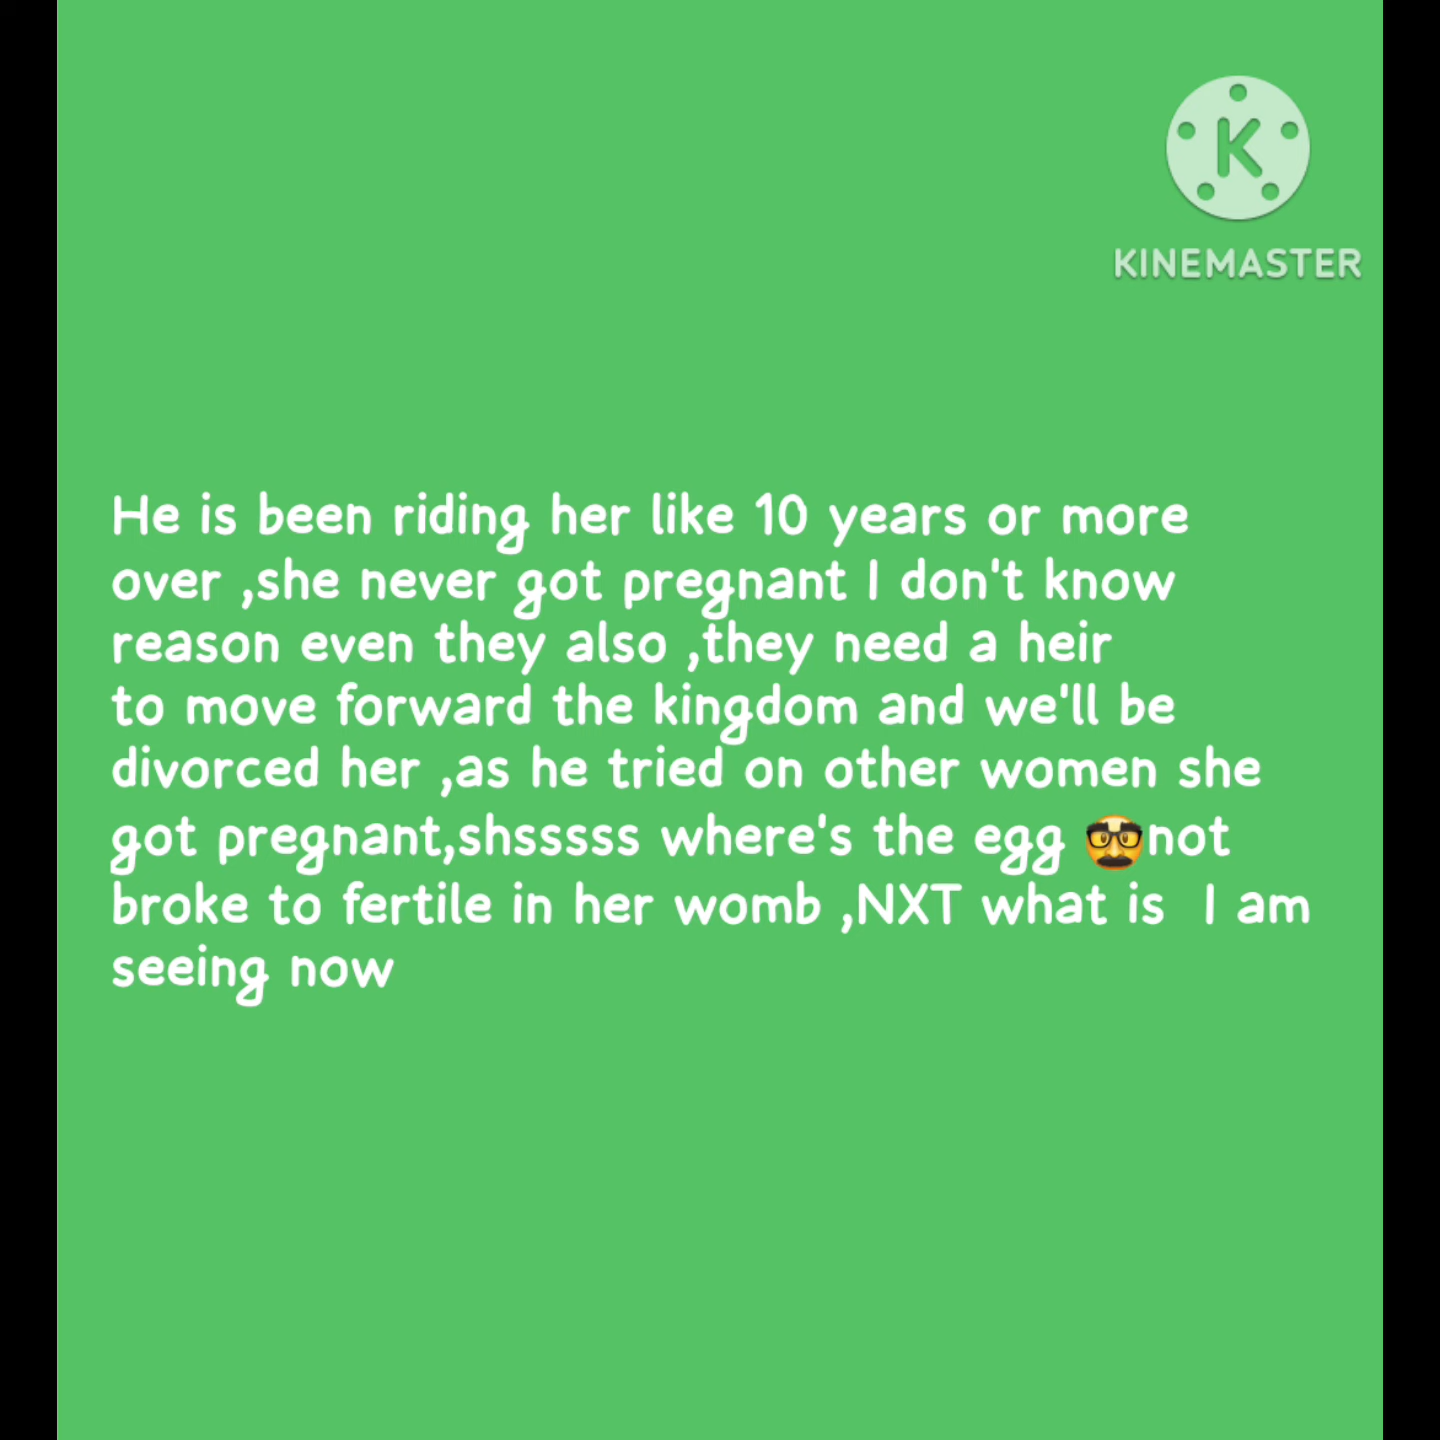 KINEMASTER
He is been riding her like 10 years or more
over ,she never got pregnant I don't know
reason even they also ,they need a heir
to move forward the kingdom and we'll be
divorced her ,as he tried on other women she
got pregnant,shsssss where's the egg 🥸not
broke to fertile in her womb ,NXT what is  I am
seeing now